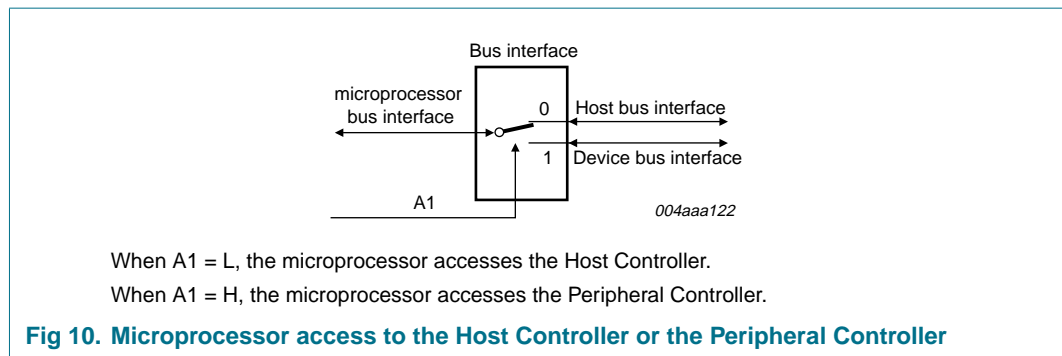 Bus interface
microprocessor
bus interface
0
Host bus interface
1
Device bus interface
A1
004aaa122
When A1 = L, the microprocessor accesses the Host Controller.
When A1 = H, the microprocessor accesses the Peripheral Controller.
Fig 10. Microprocessor access to the Host Controller or the Peripheral Controller